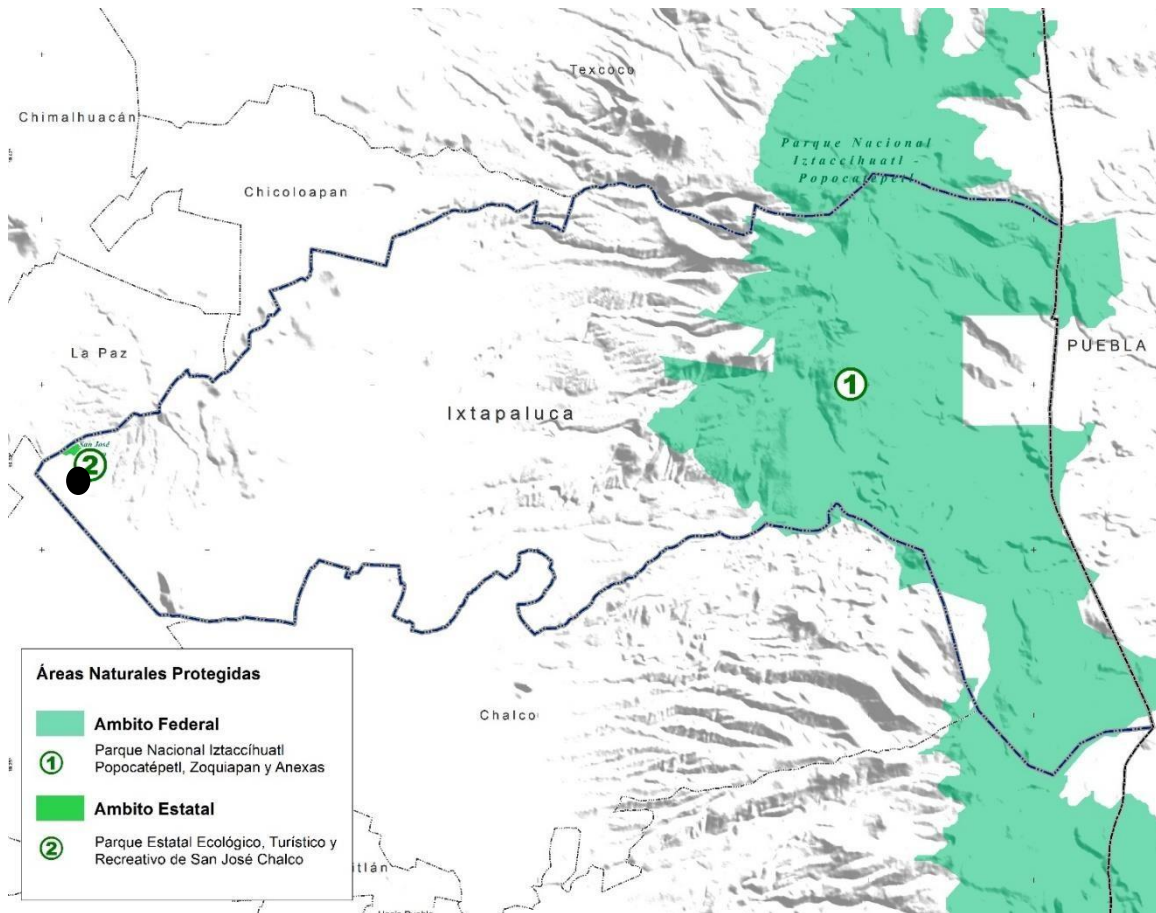 Texcoco
Chimalhuacán
Parque Nacional
Iztaccíhuatl -
Popocatépetl
Chicoloapan
La Paz
PUEBLA
1
Ixtapaluca
San José
2
Chalco
Áreas Naturales Protegidas
Ambito Federal
1 Parque Nacional Iztaccíhuatl
Popocatépetl, Zoquiapan y Anexas
Ambito Estatal
2 Parque Estatal Ecológico, Turístico y
Recreativo de San José Chalco
itlán